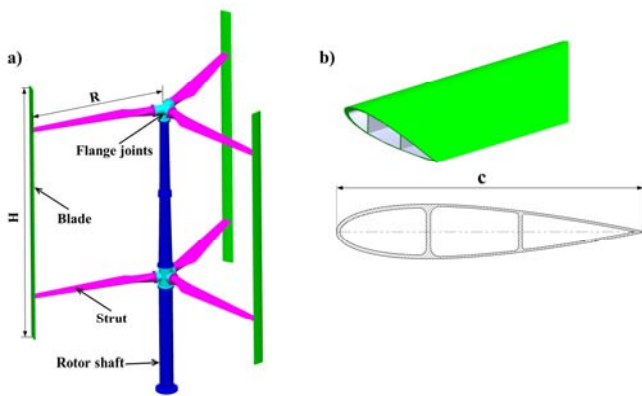 a)
R
Flange joints
H
Blade
Strut
Rotor shaft
b)
c